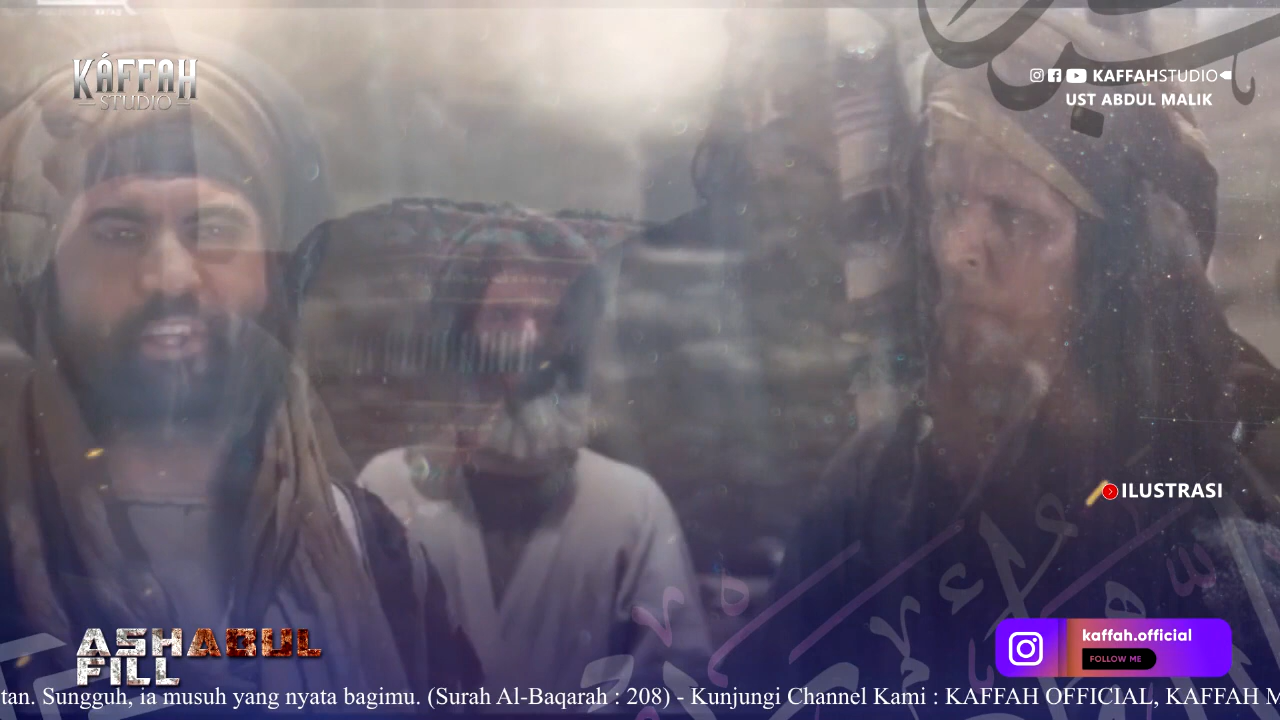 KÁFFAH
STUDIO
KAFFAHSTUDIO
UST ABDUL MALIK
ILUSTRASI
ASHABUL
FILL
kaffah.official
FOLLOW ME
tan. Sungguh, ia musuh yang nyata bagimu. (Surah Al-Baqarah : 208) - Kunjungi Channel Kami : KAFFAH OFFICIAL, KAFFAH M